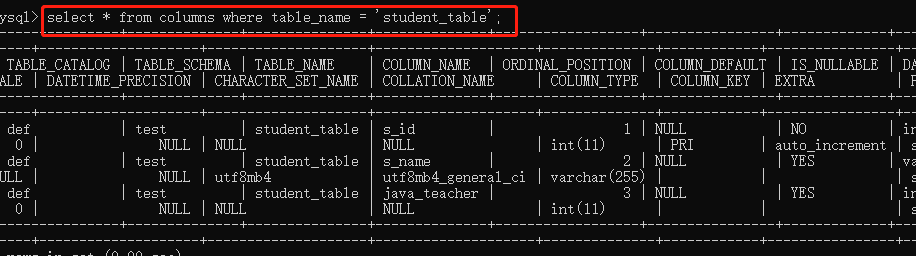 ysql> select * from columns where table_name = 'student_table';
TABLE_CATALOG | TABLE_SCHEMA | TABLE_NAME | COLUMN_NAME | ORDINAL_POSITION | COLUMN_DEFAULT | IS_NULLABLE | DA
ALE | DATETIME_PRECISION | CHARACTER_SET_NAME | COLLATION_NAME | COLUMN_TYPE | COLUMN_KEY | EXTRA
def | test | student_table | s_id | 1 | NULL | NO | in
0 | NULL | NULL | NULL | int(11) | PRI | auto_increment | s
def | test | student_table | s_name | 2 | NULL | YES | va
ULL | NULL | utf8mb4 | utf8mb4_general_ci | varchar(255) | | | s
def | test | student_table | java_teacher | 3 | NULL | YES | in
0 | NULL | NULL | NULL | int(11) | | | s